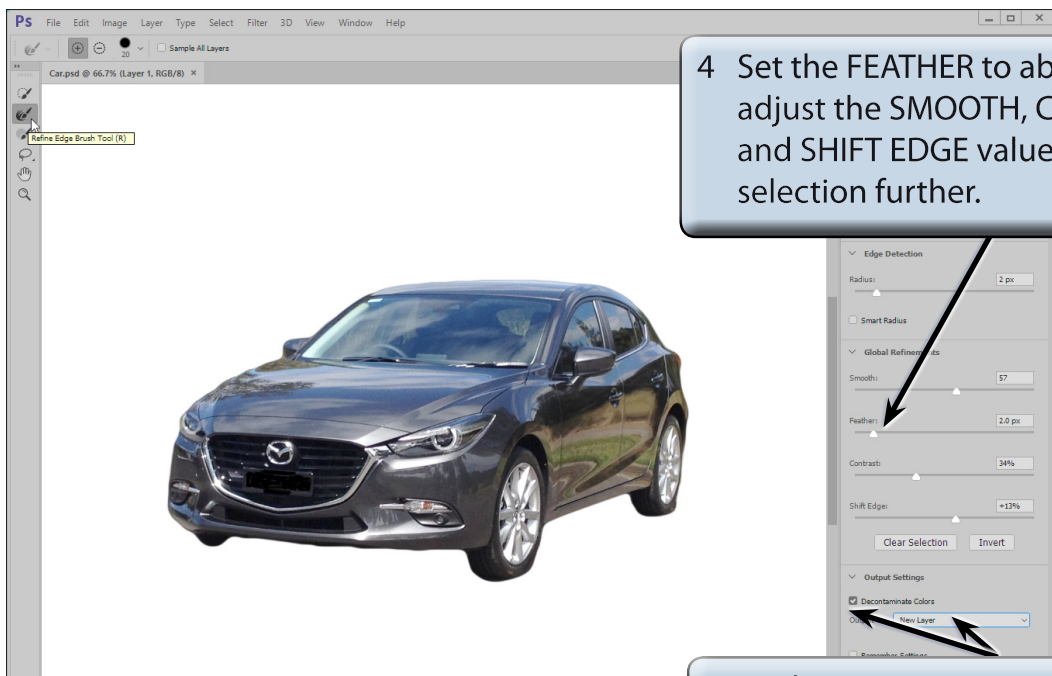 Ps File Edit Image Layer Type Select Filter 3D View Window Help
20 Sample All Layers
Car.psd @ 66.7% (Layer 1, RGB/8) ×
Refine Edge Brush Tool (R)
4 Set the FEATHER to
adjust the SMOOTH,
and SHIFT EDGE
selection further.
Edge Detection
Radius: 2 px
Smart Radius
Global Refinements
Smooth: 57
Feather: 2.0 px
Contrast: 34%
Shift Edge: +13%
Clear Selection Invert
Output Settings
Decontaminate Colors
New Layer
Remember Settings